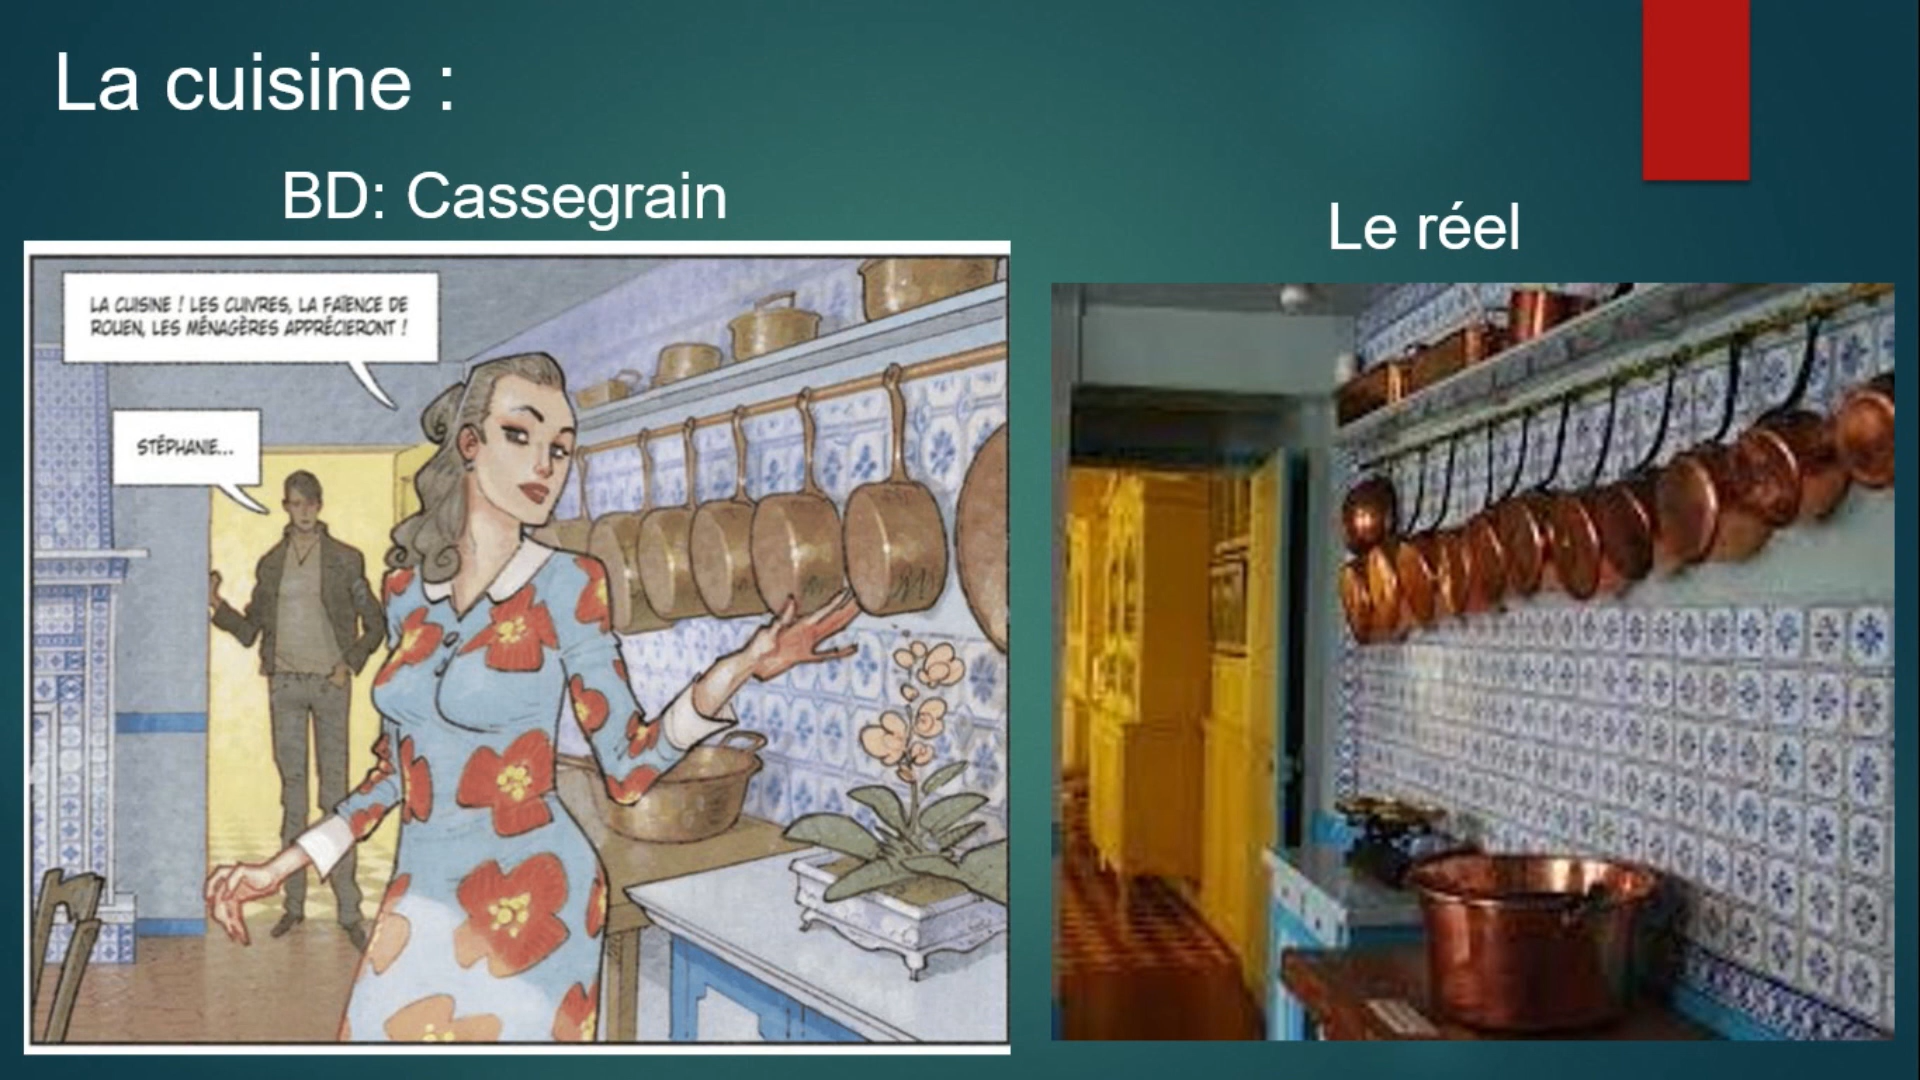 La cuisine :
BD: Cassegrain
Le réel
LA CUISINE ! LES CUIVRES, LA FAÏENCE DE
ROUEN, LES MÉNAGÈRES APPRÉCIERONT !
STÉPHANIE...